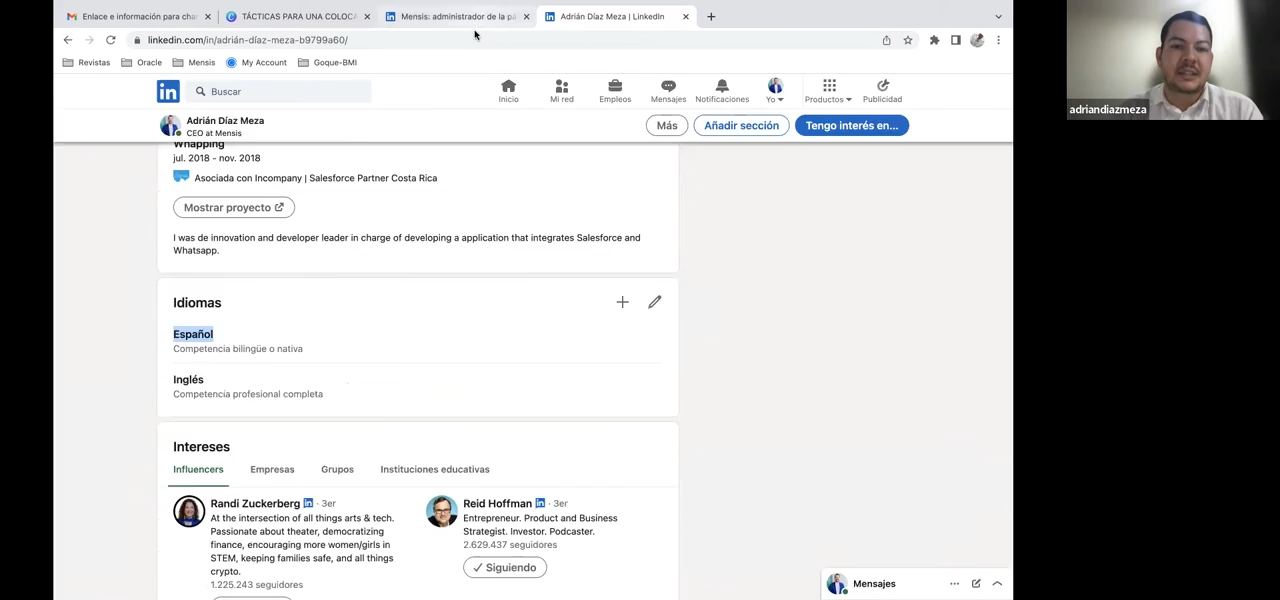 Enlace e información para cha
TÁCTICAS PARA UNA COLOCA
Mensis: administrador de la pá
Adrián Díaz Meza | LinkedIn
linkedin.com/in/adrián-díaz-meza-b9799a60/
Revistas
Oracle
Mensis
My Account
Goque-BMI
adriandiazmeza
in
Buscar
Inicio
Mi red
Empleos
Mensajes
Notificaciones
Yo
Productos
Publicidad
Adrián Díaz Meza
CEO at Mensis
Más
Añadir sección
Tengo interés en...
Whapping
jul. 2018 - nov. 2018
Asociada con Incompany | Salesforce Partner Costa Rica
Mostrar proyecto
I was de innovation and developer leader in charge of developing a application that integrates Salesforce and
Whatsapp.
Idiomas
Español
Competencia bilingüe o nativa
Inglés
Competencia profesional completa
Intereses
Influencers
Empresas
Grupos
Instituciones educativas
Randi Zuckerberg in · 3er
At the intersection of all things arts & tech.
Passionate about theater, democratizing
finance, encouraging more women/girls in
STEM, keeping families safe, and all things
crypto.
1.225.243 seguidores
Reid Hoffman in · 3er
Entrepreneur. Product and Business
Strategist. Investor. Podcaster.
2.629.437 seguidores
Siguiendo
Mensajes